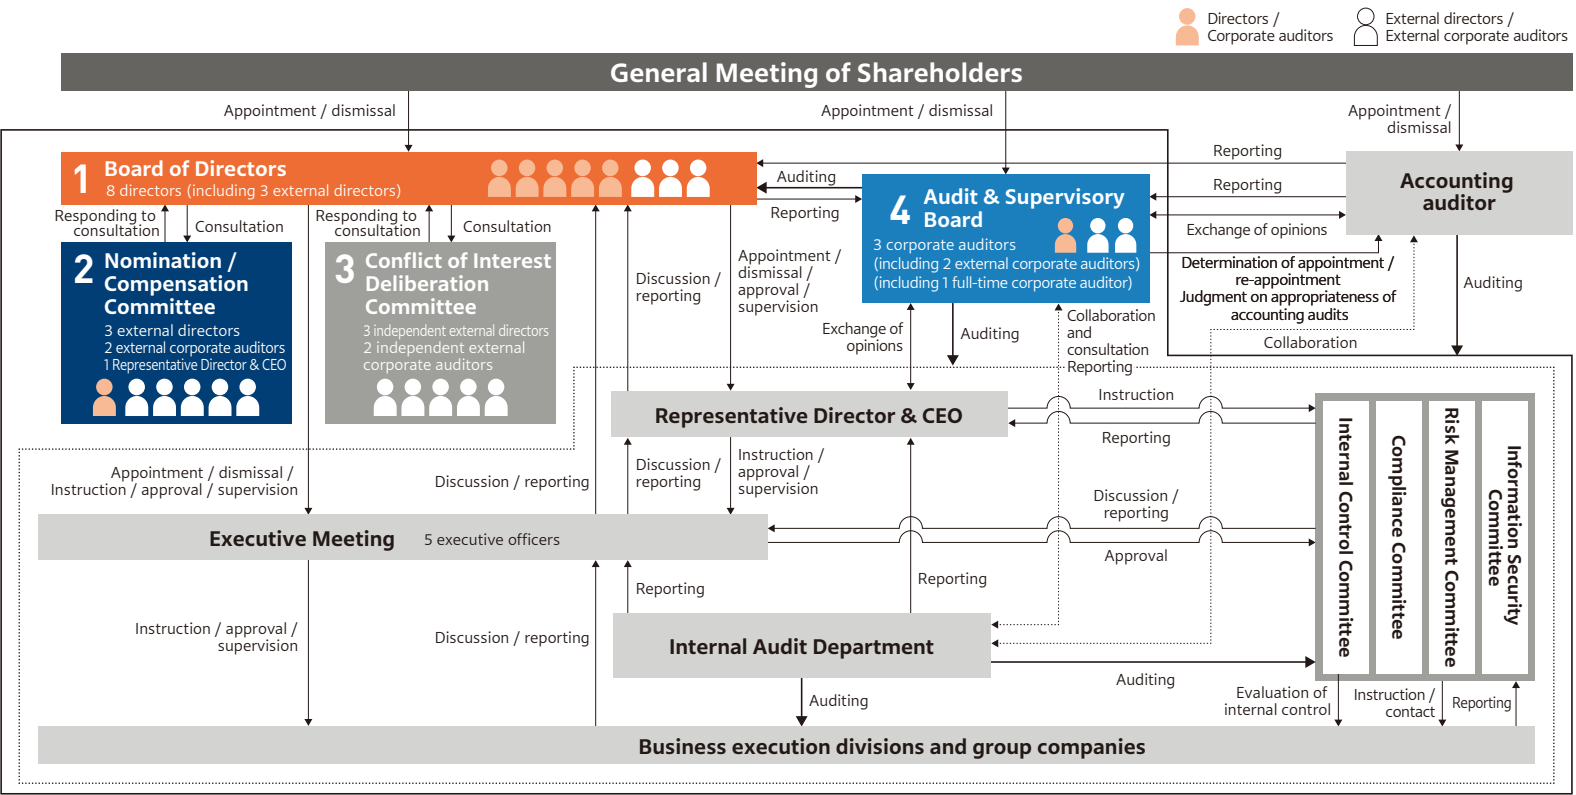 Directors /
Corporate auditors
External directors /
External corporate auditors
General Meeting of Shareholders
Appointment / dismissal
Appointment / dismissal
Appointment /
dismissal
1 Board of Directors
8 directors (including 3 external directors)
Auditing
Reporting
Reporting
Reporting
Exchange of opinions
Accounting
auditor
4 Audit & Supervisory
Board
3 corporate auditors
(including 2 external corporate auditors)
(including 1 full-time corporate auditor)
Responding to
consultation
Consultation
Responding to
consultation
Consultation
2 Nomination /
Compensation
Committee
3 external directors
2 external corporate auditors
1 Representative Director & CEO
3 Conflict of Interest
Deliberation
Committee
3 independent external directors
2 independent external
corporate auditors
Discussion /
reporting
Appointment /
dismissal /
approval /
supervision
Determination of appointment /
re-appointment
Judgment on appropriateness of
accounting audits
Auditing
Exchange of
opinions
Auditing
Collaboration
and
consultation
Reporting
Collaboration
Representative Director & CEO
Instruction
Reporting
Appointment / dismissal /
Instruction / approval / supervision
Discussion / reporting
Discussion /
reporting
Instruction /
approval /
supervision
Discussion /
reporting
Approval
Executive Meeting 5 executive officers
Internal Control Committee
Compliance Committee
Risk Management Committee
Information Security
Committee
Reporting
Reporting
Instruction / approval /
supervision
Discussion / reporting
Internal Audit Department
Auditing
Auditing
Evaluation of
internal control
Instruction /
contact
Reporting
Business execution divisions and group companies